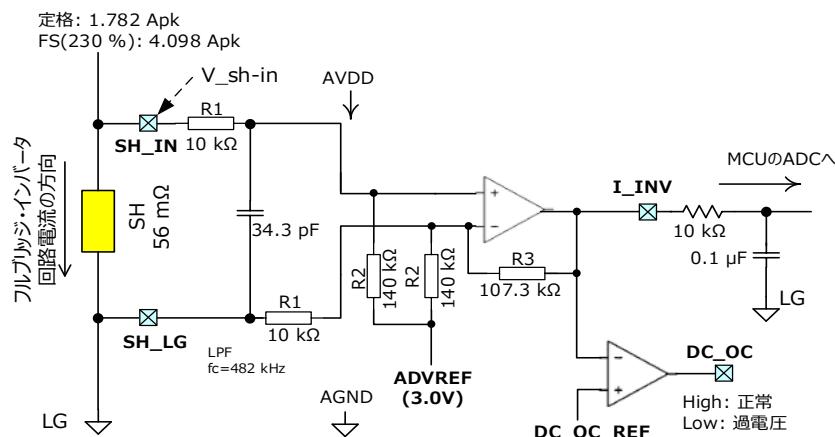 定格: 1.782 Apk
FS(230 %): 4.098 Apk
V_sh-in
AVDD
R1
10 kΩ
SH_IN
MCUのADCへ
I_INV
フルブリッジ・インバータ
回路電流の方向
SH
56 mΩ
34.3 pF
+
−
10 kΩ
0.1 µF
LG
R2
140 kΩ
R2
140 kΩ
R3
107.3 kΩ
R1
10 kΩ
SH_LG
LPF
fc=482 kHz
ADVREF
(3.0V)
−
+
DC_OC
High: 正常
Low: 過電圧
AGND
LG
DC_OC_REF